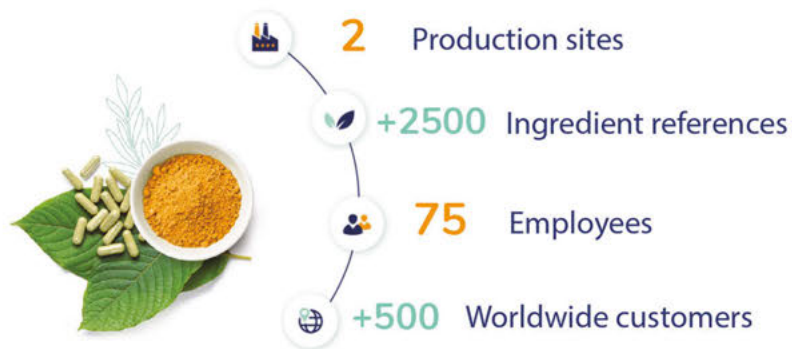 2 Production sites
+2500 Ingredient references
75 Employees
+500 Worldwide customers